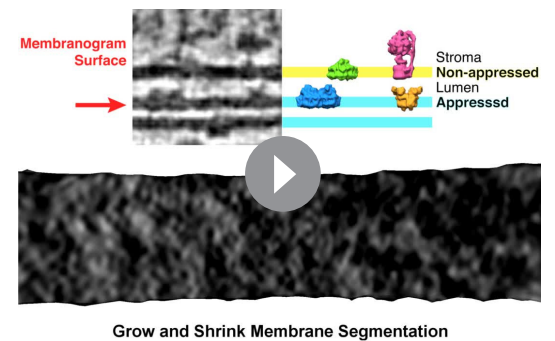 Membranogram
Surface
Stroma
Non-appressed
Lumen
Appresssd
Grow and Shrink Membrane Segmentation